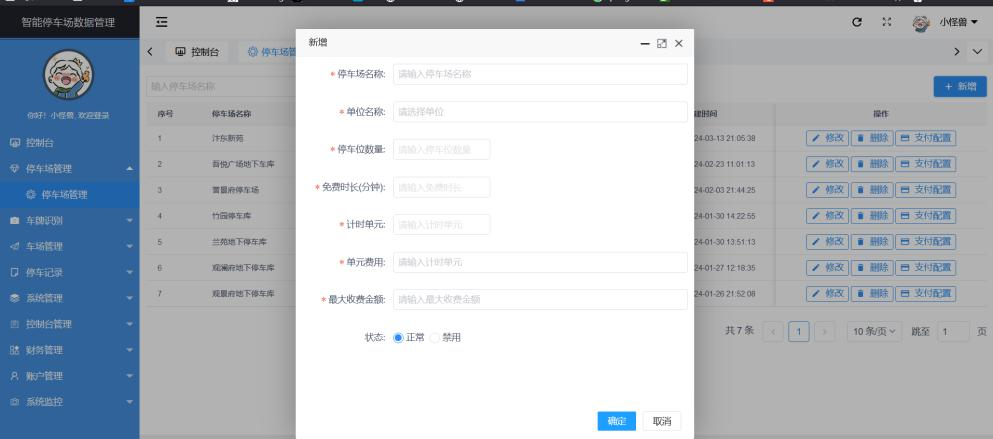 智能停车场数据管理
小怪兽
你好！小怪兽,欢迎登录
控制台
停车场管理
停车场管理
车牌识别
车场管理
停车记录
系统管理
控制台管理
财务管理
账户管理
系统监控
控制台
停车场管
输入停车场名称
+ 新增
序号 停车场名称 建时间 操作
1 汴东新苑 24-03-13 21:05:38 修改 删除 支付配置
2 吾悦广场地下车库 24-02-23 11:01:13 修改 删除 支付配置
3 景府停车场 24-02-03 21:44:25 修改 删除 支付配置
4 竹园停车库 24-01-30 14:22:55 修改 删除 支付配置
5 兰苑地下停车库 24-01-30 13:51:13 修改 删除 支付配置
6 观澜府地下停车库 24-01-27 12:18:35 修改 删除 支付配置
7 观景府地下停车库 24-01-26 21:52:08 修改 删除 支付配置
共 7 条 1 10 条/页 跳至 1 页
新增
* 停车场名称: 请输入停车场名称
* 单位名称: 请选择单位
* 停车位数量: 请输入停车位数量
* 免费时长(分钟): 请输入免费时长
* 计时单元: 请输入计时单元
* 单元费用: 请输入计时单元
* 最大收费金额: 请输入最大收费金额
状态: 正常 禁用
确定 取消